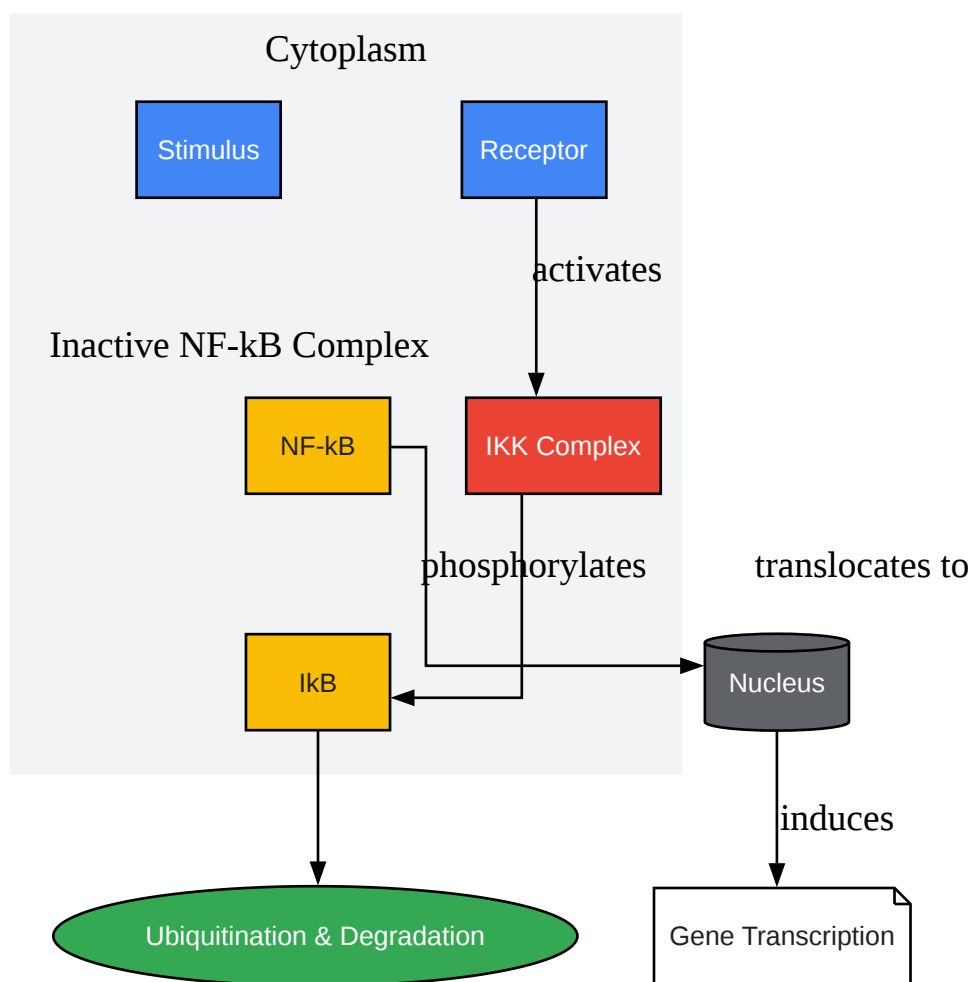 Cytoplasm
Stimulus
Receptor
activates
Inactive NF-kB Complex
NF-kB
IKK Complex
phosphorylates
translocates to
IkB
Nucleus
induces
Ubiquitination & Degradation
Gene Transcription